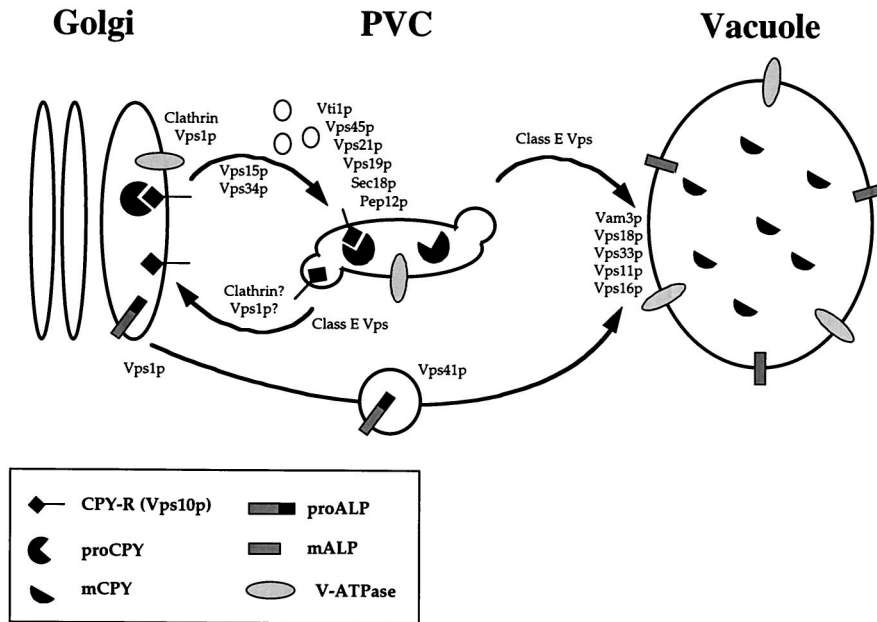 Golgi
PVC
Vacuole
Clathrin
Vps1p
Vps15p
Vps34p
Vti1p
Vps45p
Vps21p
Vps19p
Sec18p
Pep12p
Class E Vps
Vam3p
Vps18p
Vps33p
Vps11p
Vps16p
Clathrin?
Vps1p?
Class E Vps
Vps1p
Vps41p
CPY-R (Vps10p)
proCPY
mCPY
proALP
mALP
V-ATPase